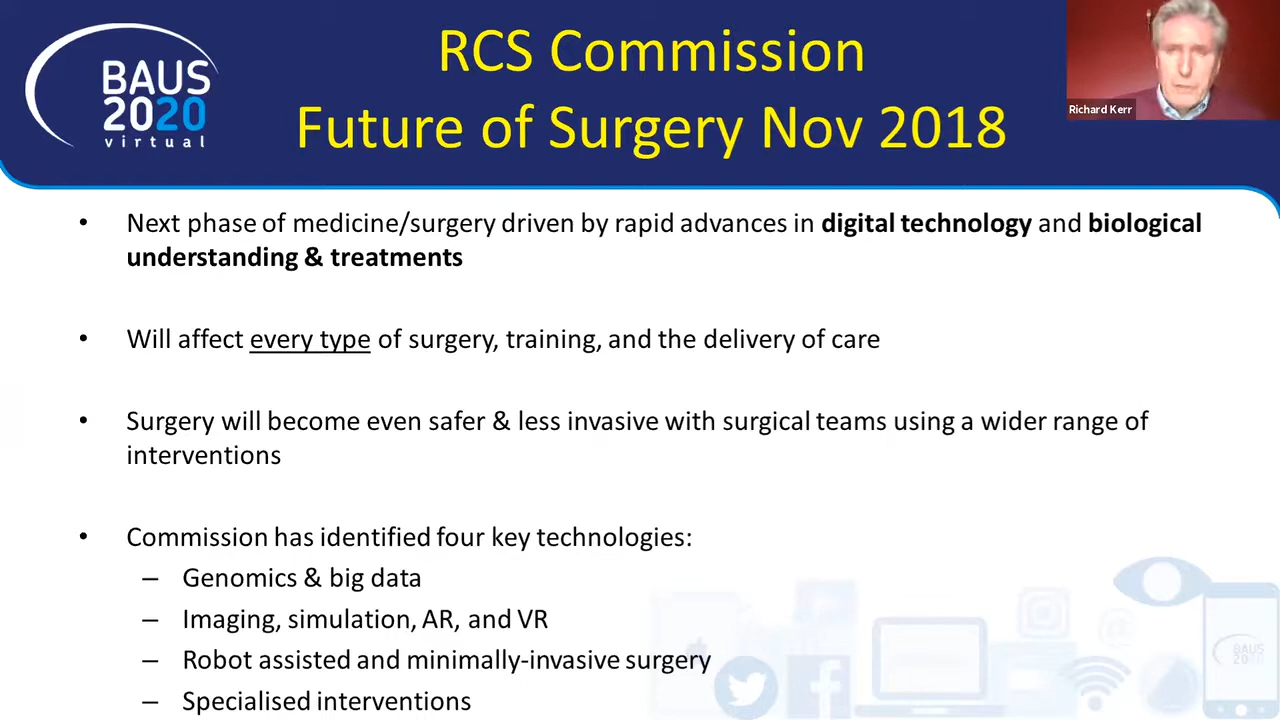 BAUS
2020
virtual
RCS Commission
Future of Surgery Nov 2018
Richard Kerr
• Next phase of medicine/surgery driven by rapid advances in digital technology and biological
understanding & treatments
• Will affect every type of surgery, training, and the delivery of care
• Surgery will become even safer & less invasive with surgical teams using a wider range of
interventions
• Commission has identified four key technologies:
– Genomics & big data
– Imaging, simulation, AR, and VR
– Robot assisted and minimally-invasive surgery
– Specialised interventions
BAUS
2020